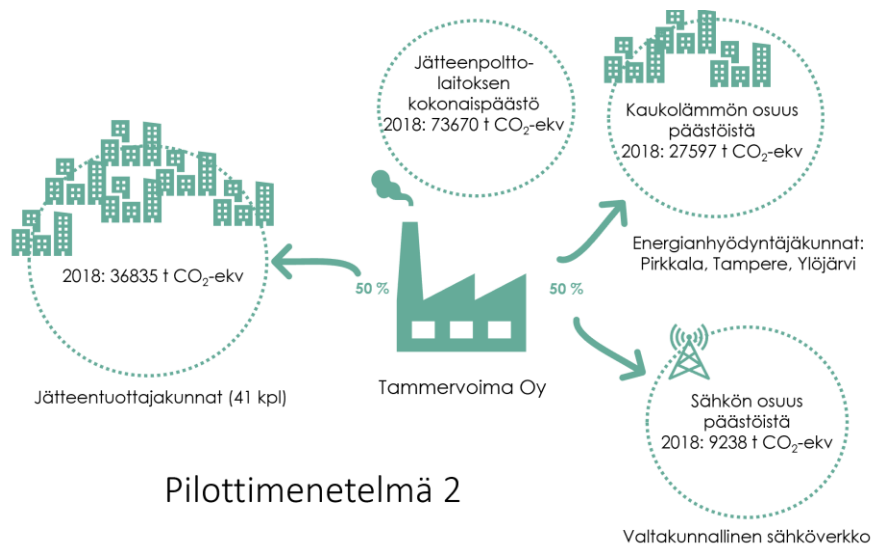 Jätteenpoltto-
laitoksen
kokonaispäästö
2018: 73670 t CO₂-ekv
Kaukolämmön osuus
päästöistä
2018: 27597 t CO₂-ekv
Energianhyödyntäjäkunnat:
Pirkkala, Tampere, Ylöjärvi
2018: 36835 t CO₂-ekv
50 %
50 %
Jätteentuottajakunnat (41 kpl)
Tammervoima Oy
Sähkön osuus
päästöistä
2018: 9238 t CO₂-ekv
Pilottimenetelmä 2
Valtakunnallinen sähköverkko